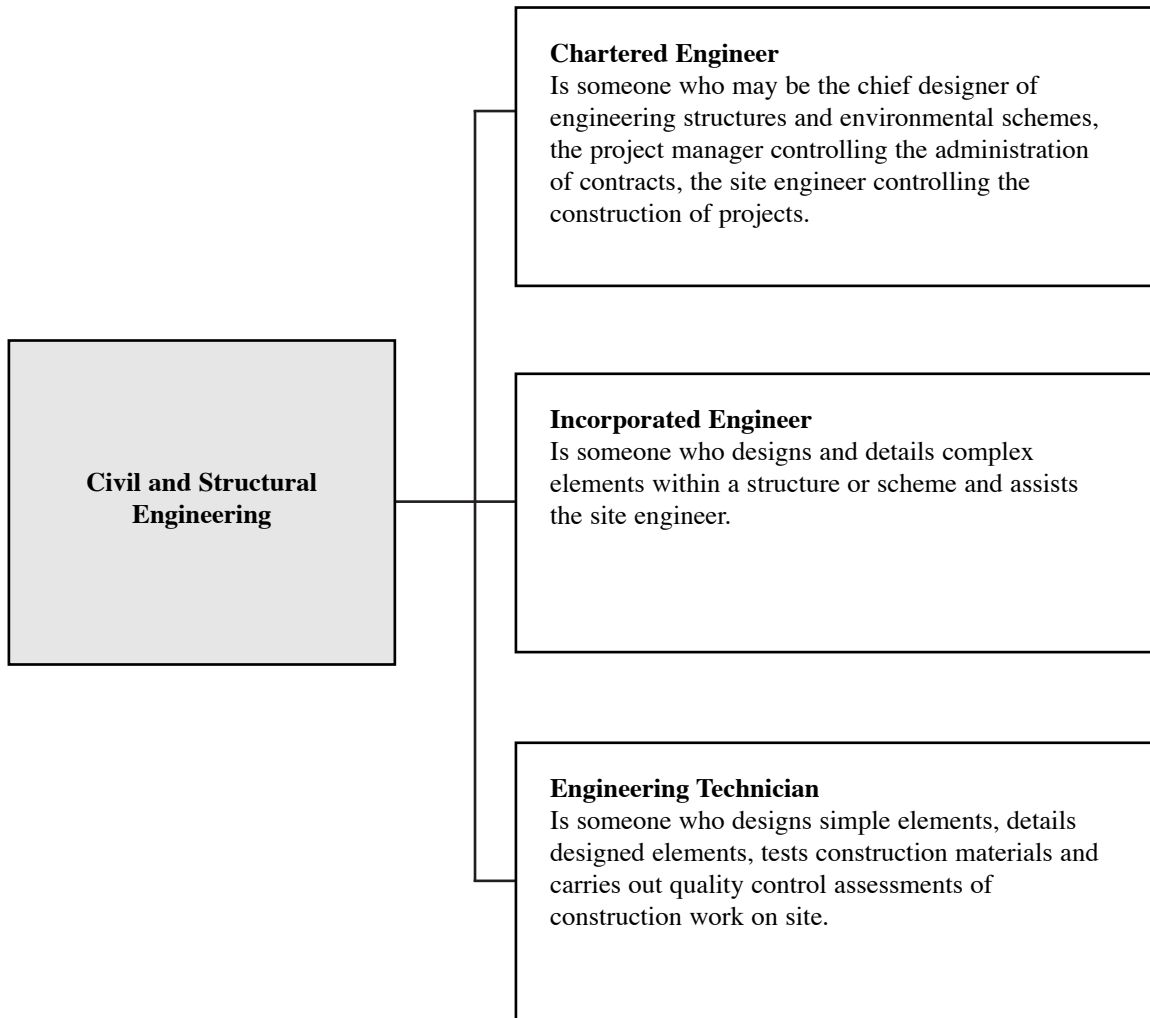 Chartered Engineer
Is someone who may be the chief designer of
engineering structures and environmental schemes,
the project manager controlling the administration
of contracts, the site engineer controlling the
construction of projects.
Civil and Structural
Engineering
Incorporated Engineer
Is someone who designs and details complex
elements within a structure or scheme and assists
the site engineer.
Engineering Technician
Is someone who designs simple elements, details
designed elements, tests construction materials and
carries out quality control assessments of
construction work on site.